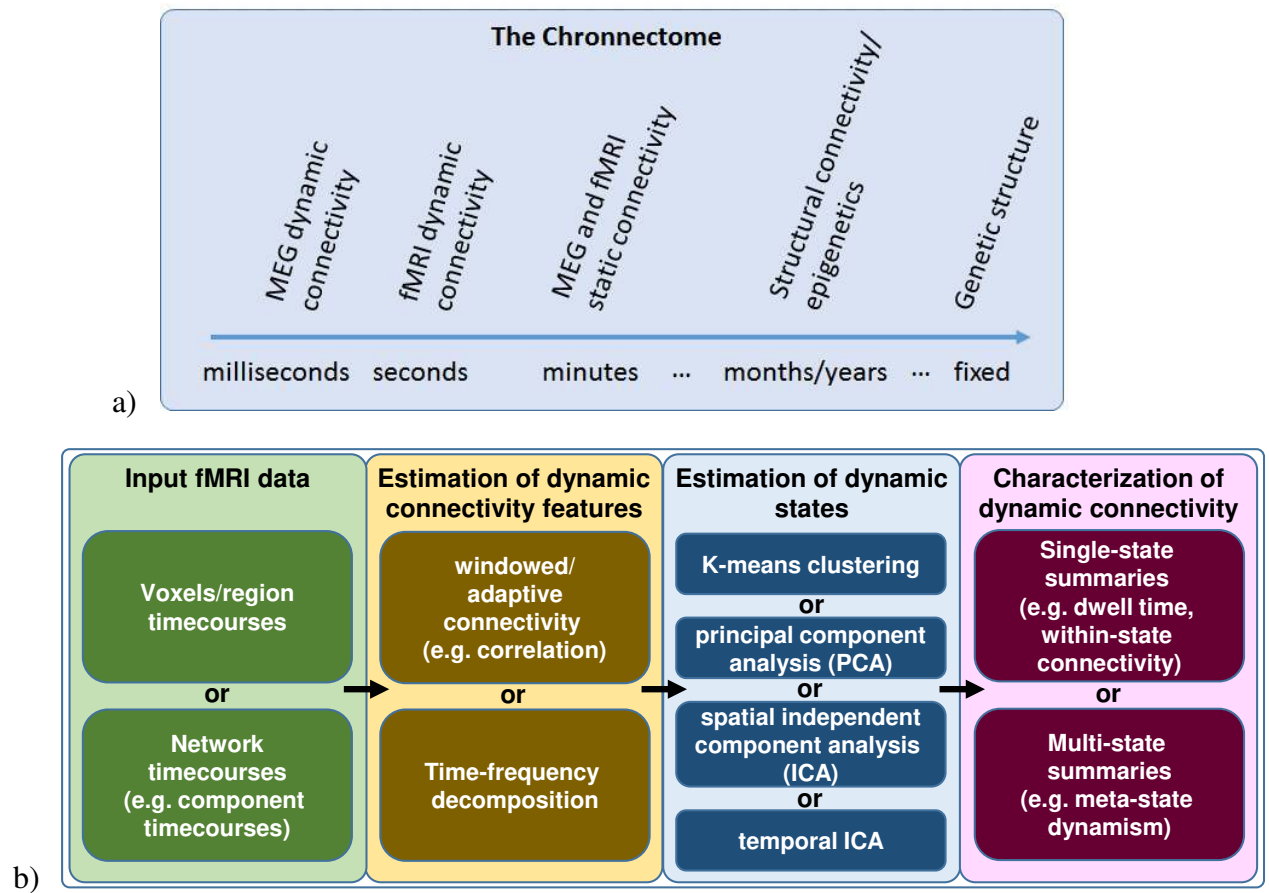 The Chronnectome
MEG dynamic
connectivity
fMRI dynamic
connectivity
MEG and fMRI
static connectivity
Structural connectivity/
epigenetics
Genetic structure
milliseconds seconds minutes ... months/years ... fixed
a)
Input fMRI data
Voxels/region
timecourses
or
Network
timecourses
(e.g. component
timecourses)
Estimation of dynamic
connectivity features
windowed/
adaptive
connectivity
(e.g. correlation)
or
Time-frequency
decomposition
Estimation of dynamic
states
K-means clustering
or
principal component
analysis (PCA)
or
spatial independent
component analysis
(ICA)
or
temporal ICA
Characterization of
dynamic connectivity
Single-state
summaries
(e.g. dwell time,
within-state
connectivity)
or
Multi-state
summaries
(e.g. meta-state
dynamism)
b)